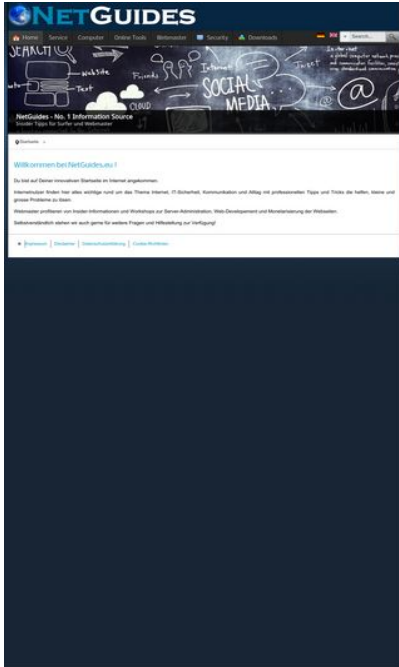 NETGUIDES
Home Service Computer Online Tools Webmaster Security Downloads Search...
SEARCH
WebSite
Text
Friends
Internet
CLOUD
SOCIAL
MEDIA
Tweet
@
NetGuides - No. 1 Information Source
Insider Tipps für Surfer und Webmaster
Startseite
Willkommen bei NetGuides.eu !
Du bist auf Deiner innovativen Startseite im Internet angekommen.
Internetnutzer finden hier alles wichtige rund um das Thema Internet, IT-Sicherheit, Kommunikation und Alltag mit professionellen Tipps und Tricks die helfen, kleine und
grosse Probleme zu lösen.
Webmaster profitieren von Insider-Informationen und Workshops zur Server-Administration, Web-Developement und Monetarisierung der Webseiten.
Selbstverständlich stehen wir auch gerne für weitere Fragen und Hilfestellung zur Verfügung!
Impressum Disclaimer Datenschutzerklärung Cookie-Richtlinien